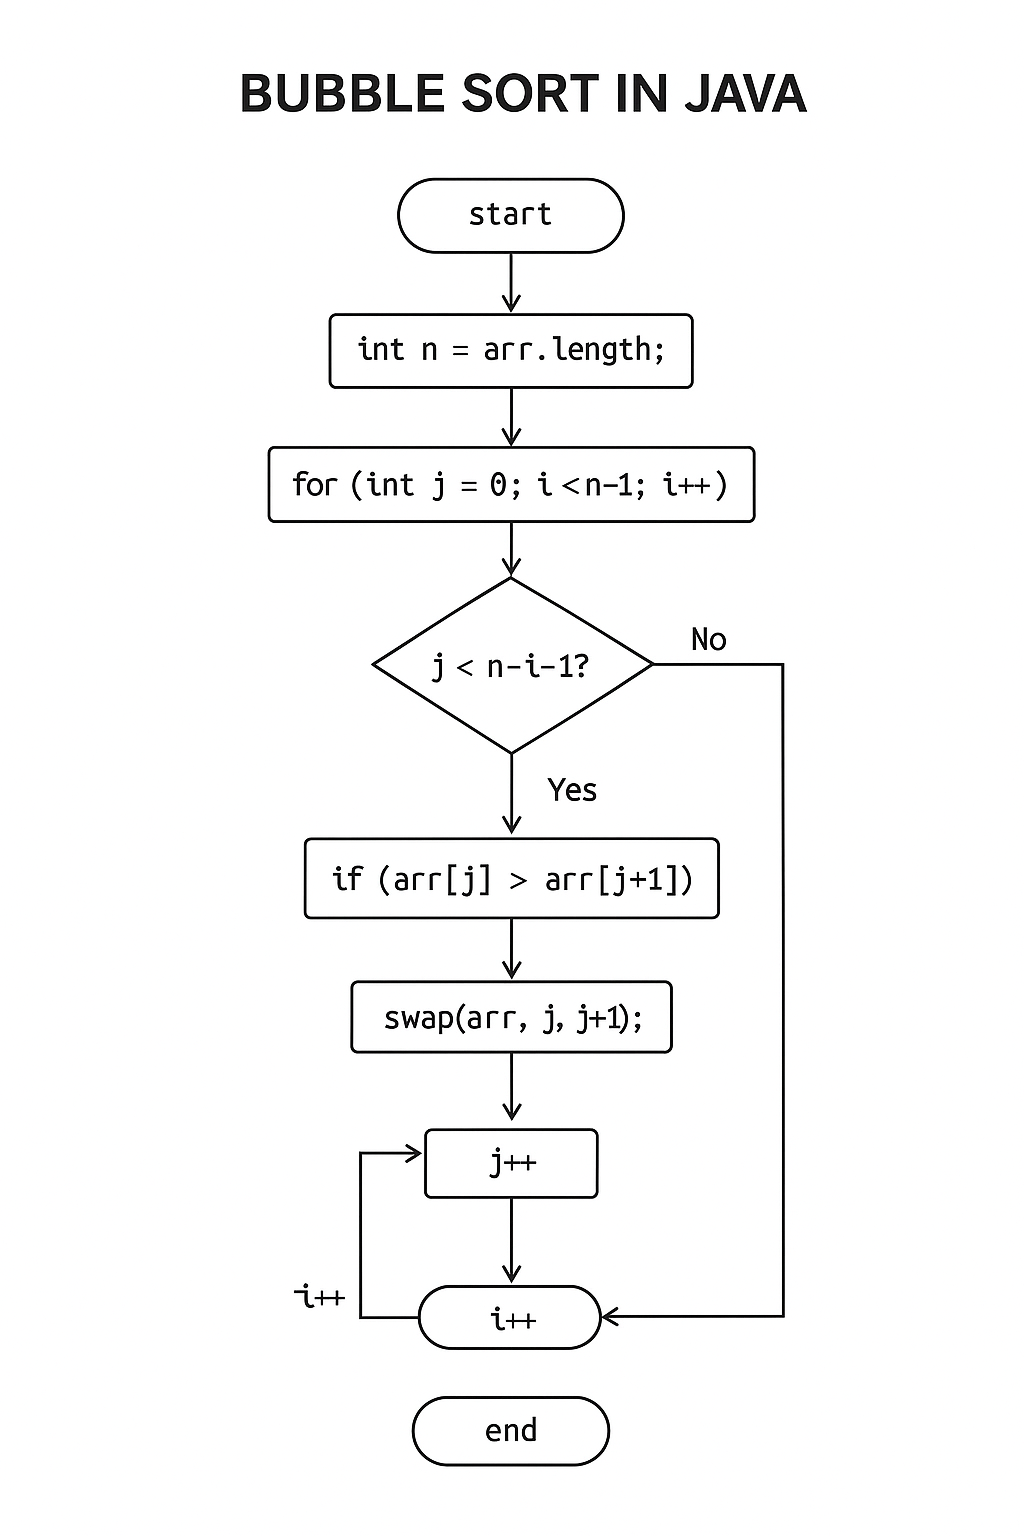 BUBBLE SORT IN JAVA
start
int n = arr.length;
for (int j = 0; i <n-1; i++)
j < n-i-1?
No
Yes
if (arr[j] > arr[j+1])
swap(arr, j, j+1);
j++
i++
i++
end